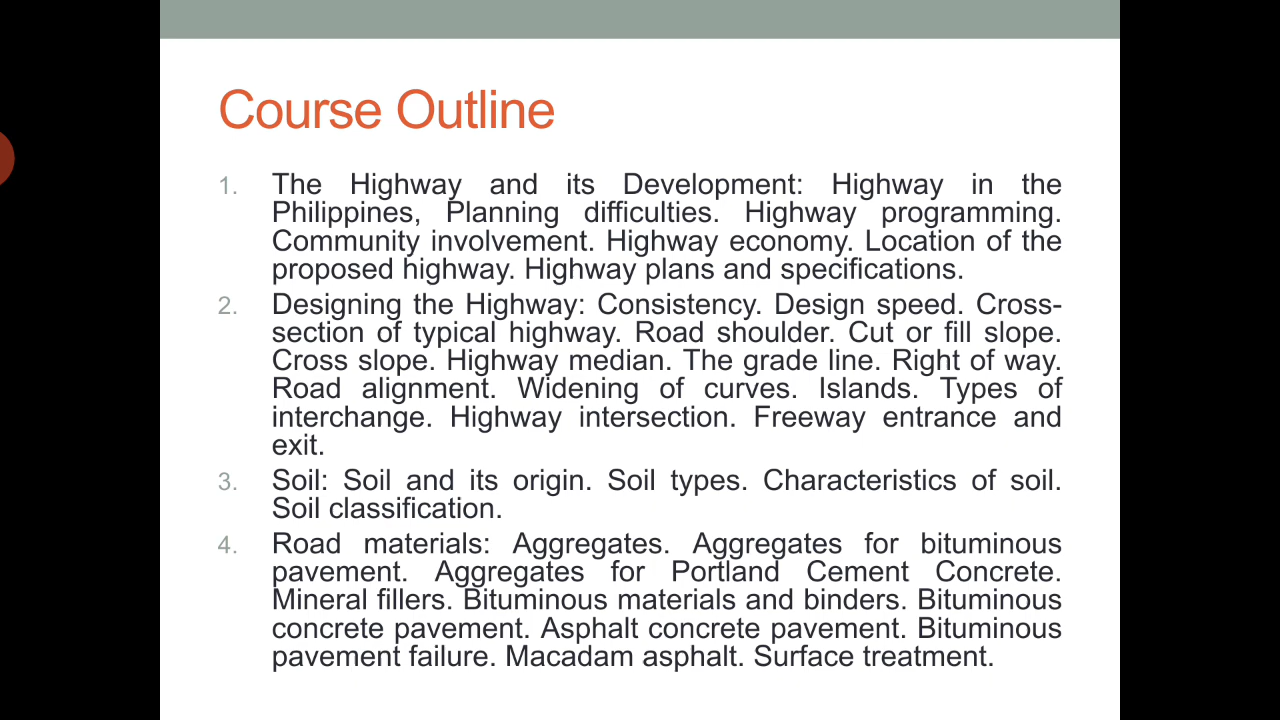 Course Outline
1. The Highway and its Development: Highway in the
Philippines, Planning difficulties. Highway programming.
Community involvement. Highway economy. Location of the
proposed highway. Highway plans and specifications.
2. Designing the Highway: Consistency. Design speed. Cross-
section of typical highway. Road shoulder. Cut or fill slope.
Cross slope. Highway median. The grade line. Right of way.
Road alignment. Widening of curves. Islands. Types of
interchange. Highway intersection. Freeway entrance and
exit.
3. Soil: Soil and its origin. Soil types. Characteristics of soil.
Soil classification.
4. Road materials: Aggregates. Aggregates for bituminous
pavement. Aggregates for Portland Cement Concrete.
Mineral fillers. Bituminous materials and binders. Bituminous
concrete pavement. Asphalt concrete pavement. Bituminous
pavement failure. Macadam asphalt. Surface treatment.